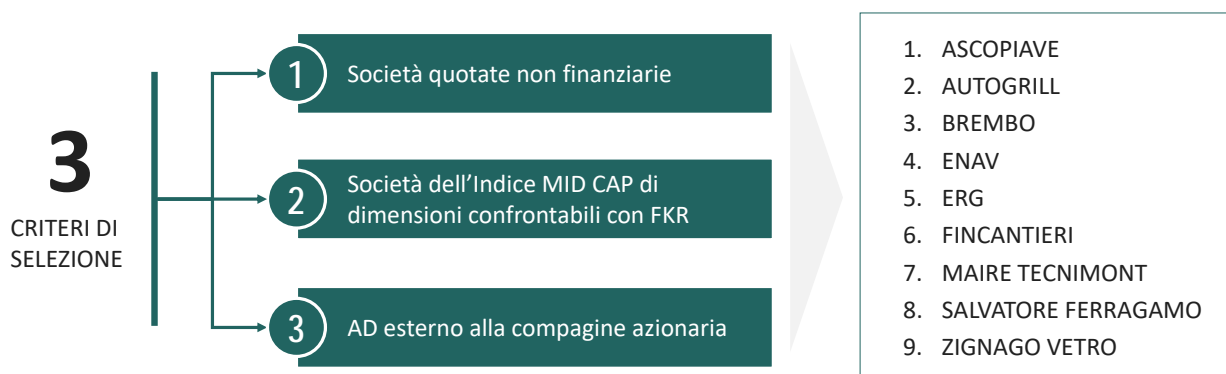 3
CRITERI DI
SELEZIONE
1
Società quotate non finanziarie
2
Società dell'Indice MID CAP di
dimensioni confrontabili con FKR
3
AD esterno alla compagine azionaria
1. ASCOPIAVE
2. AUTOGRILL
3. BREMBO
4. ENAV
5. ERG
6. FINCANTIERI
7. MAIRE TECNIMONT
8. SALVATORE FERRAGAMO
9. ZIGNAGO VETRO